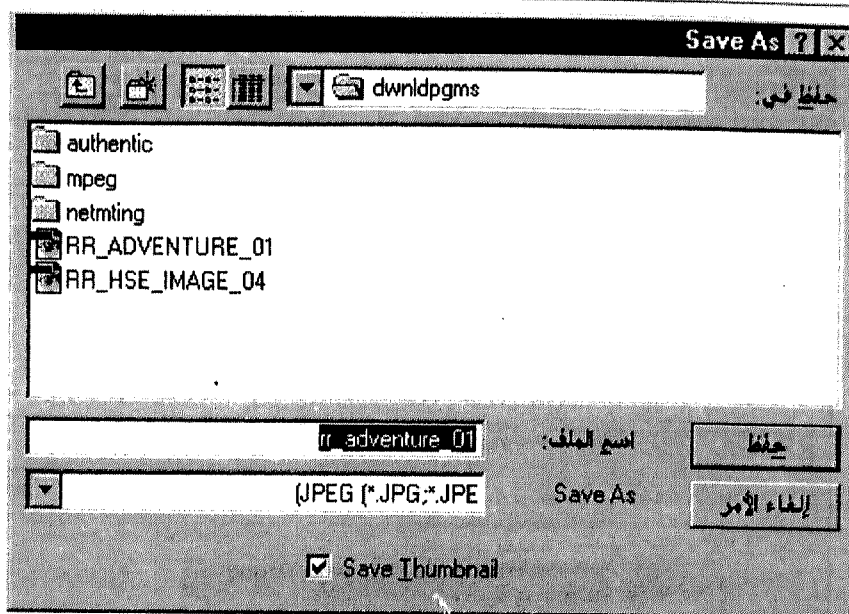 Save As
حفظ في:
dwnldpgms
authentic
mpeg
netmting
RR_ADVENTURE_01
RR_HSE_IMAGE_04
اسم الملف:
rr_adventure_01
حفظ
Save As
(JPEG (*.JPG;*.JPE
إلغاء الأمر
Save Thumbnail